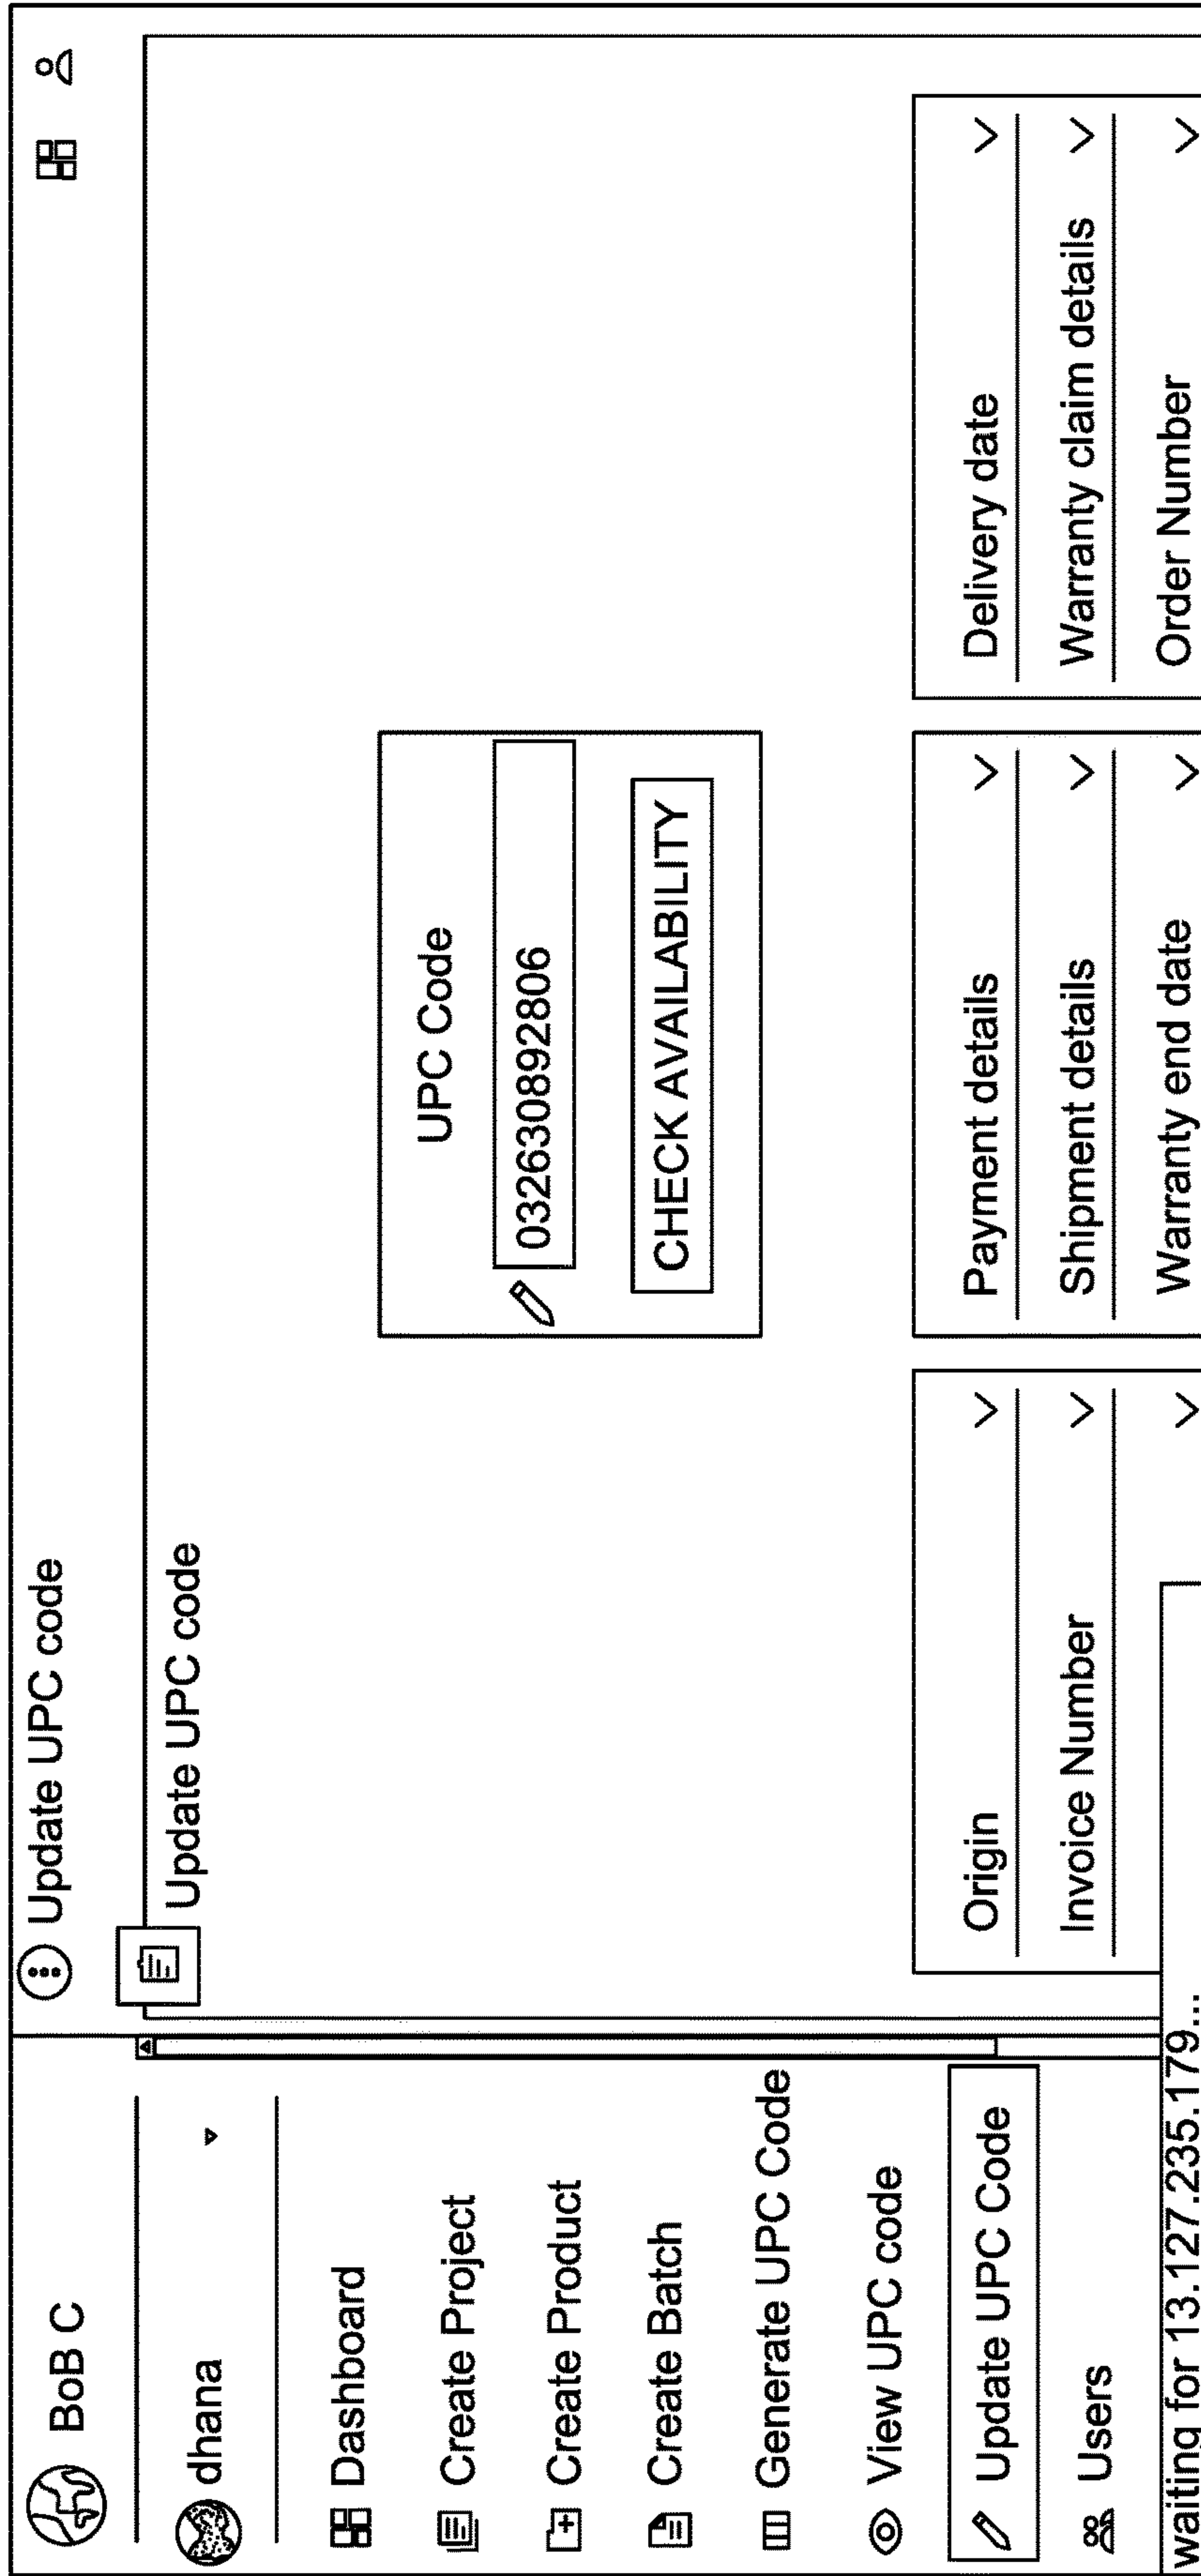 BoB C
dhana
Dashboard
Create Project
Create Product
Create Batch
Generate UPC Code
View UPC code
Update UPC Code
Users
waiting for 13.127.235.179...
Update UPC code
Update UPC code
UPC Code
032630892806
CHECK AVAILABILITY
Origin
Invoice Number
Payment details
Shipment details
Warranty end date
Delivery date
Warranty claim details
Order Number